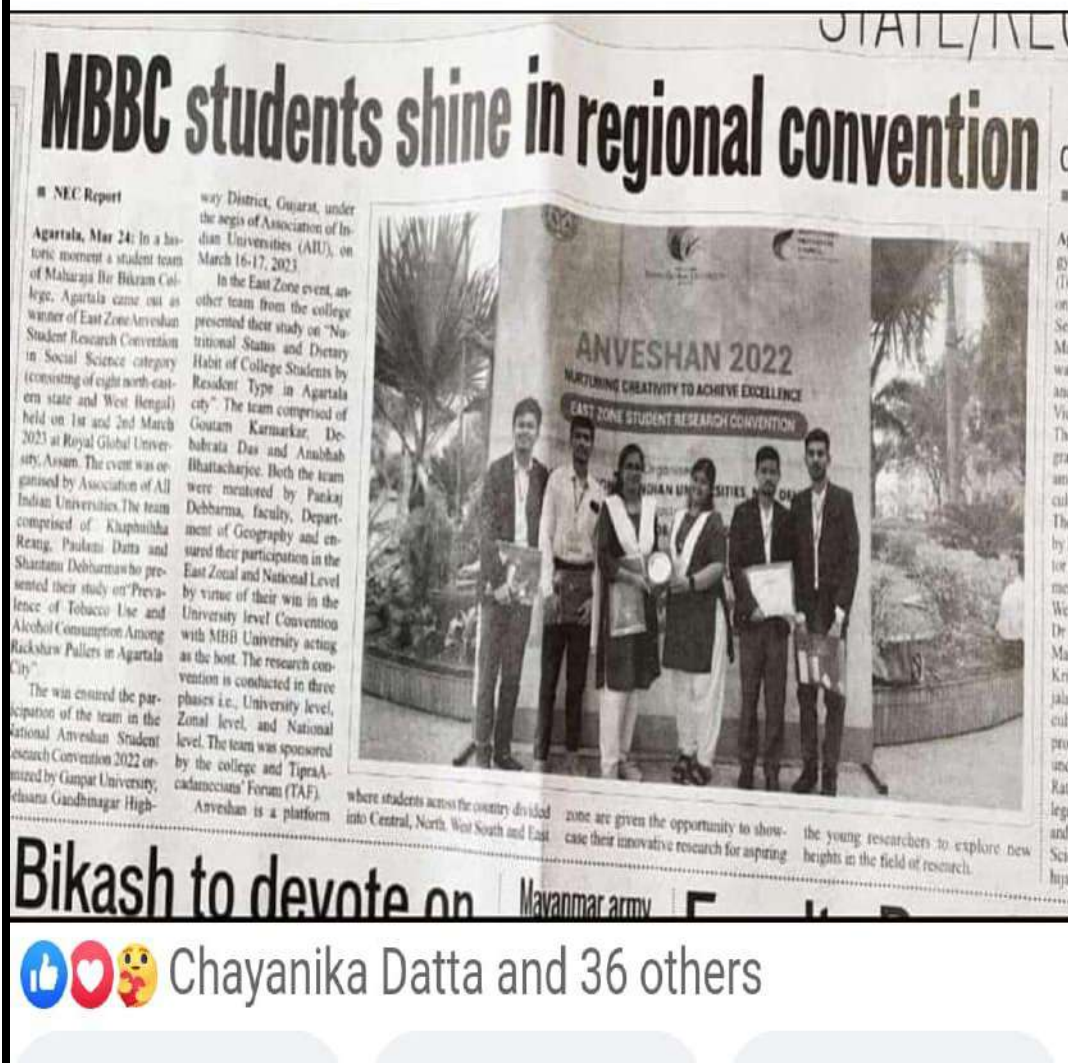 STATE/RE
MBBC students shine in regional convention
■ NEC Report
Agartala, Mar 24: In a his-
toric moment a student team
of Maharaja Bir Bikram Col-
lege, Agartala came out as
winner of East Zone Anveshan
Student Research Convention
in Social Science category
(consisting of eight north-east-
ern state and West Bengal)
held on 1st and 2nd March
2023 at Royal Global Univer-
sity, Assam. The event was or-
ganised by Association of All
Indian Universities. The team
comprised of Khaphuihha
Reang, Paulami Datta and
Shantanu Debbarma who pre-
sented their study on "Preva-
lence of Tobacco Use and
Alcohol Consumption Among
Rackshaw Pullers in Agartala
City".
The win ensured the par-
icipation of the team in the
ational Anveshan Student
esearch Convention 2022 or-
nized by Ganpat University,
ehsana Gandhinagar High-
way District, Gujarat, under
the aegis of Association of In-
dian Universities (AIU), on
March 16-17, 2023.
In the East Zone event, an-
other team from the college
presented their study on "Nu-
tritional Status and Dietary
Habit of College Students by
Resident Type in Agartala
city". The team comprised of
Goutam Karmarkar, De-
babrata Das and Anubhab
Bhattacharjee. Both the team
were mentored by Pankaj
Debbarma, faculty, Depart-
ment of Geography and en-
sured their participation in the
East Zonal and National Level
by virtue of their win in the
University level Convention
with MBB University acting
as the host. The research con-
vention is conducted in three
phases i.e., University level,
Zonal level, and National
level. The team was sponsored
by the college and TipraA-
cademecians' Forum (TAF).
Anveshan is a platform
where students across the country divided
into Central, North, West South and East
zone are given the opportunity to show-
case their innovative research for aspiring
the young researchers to explore new
heights in the field of research.
ANVESHAN 2022
NURTURING CREATIVITY TO ACHIEVE EXCELLENCE
EAST ZONE STUDENT RESEARCH CONVENTION
Bikash to devote on
Mayanmar army
Chayanika Datta and 36 others